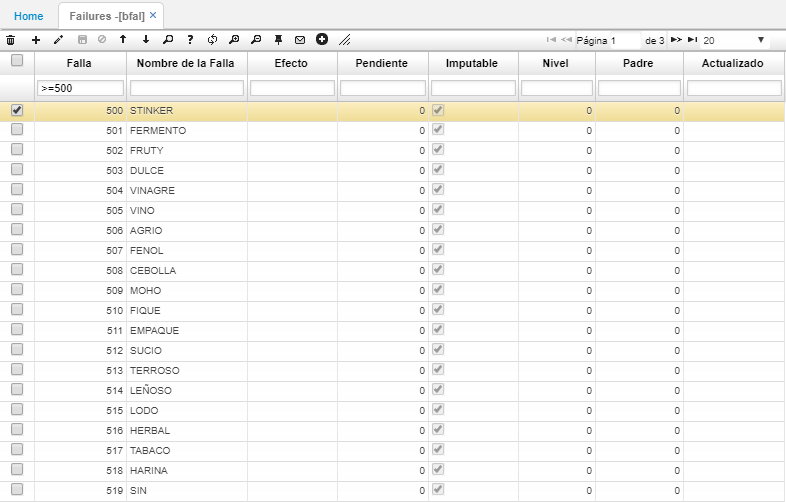 Home Failures -[bfal] ×
Página 1 de 3 20
Falla Nombre de la Falla Efecto Pendiente Imputable Nivel Padre Actualizado
>=500
500 STINKER 0 0 0
501 FERMENTO 0 0 0
502 FRUTY 0 0 0
503 DULCE 0 0 0
504 VINAGRE 0 0 0
505 VINO 0 0 0
506 AGRIO 0 0 0
507 FENOL 0 0 0
508 CEBOLLA 0 0 0
509 MOHO 0 0 0
510 FIQUE 0 0 0
511 EMPAQUE 0 0 0
512 SUCIO 0 0 0
513 TERROSO 0 0 0
514 LEÑOSO 0 0 0
515 LODO 0 0 0
516 HERBAL 0 0 0
517 TABACO 0 0 0
518 HARINA 0 0 0
519 SIN 0 0 0